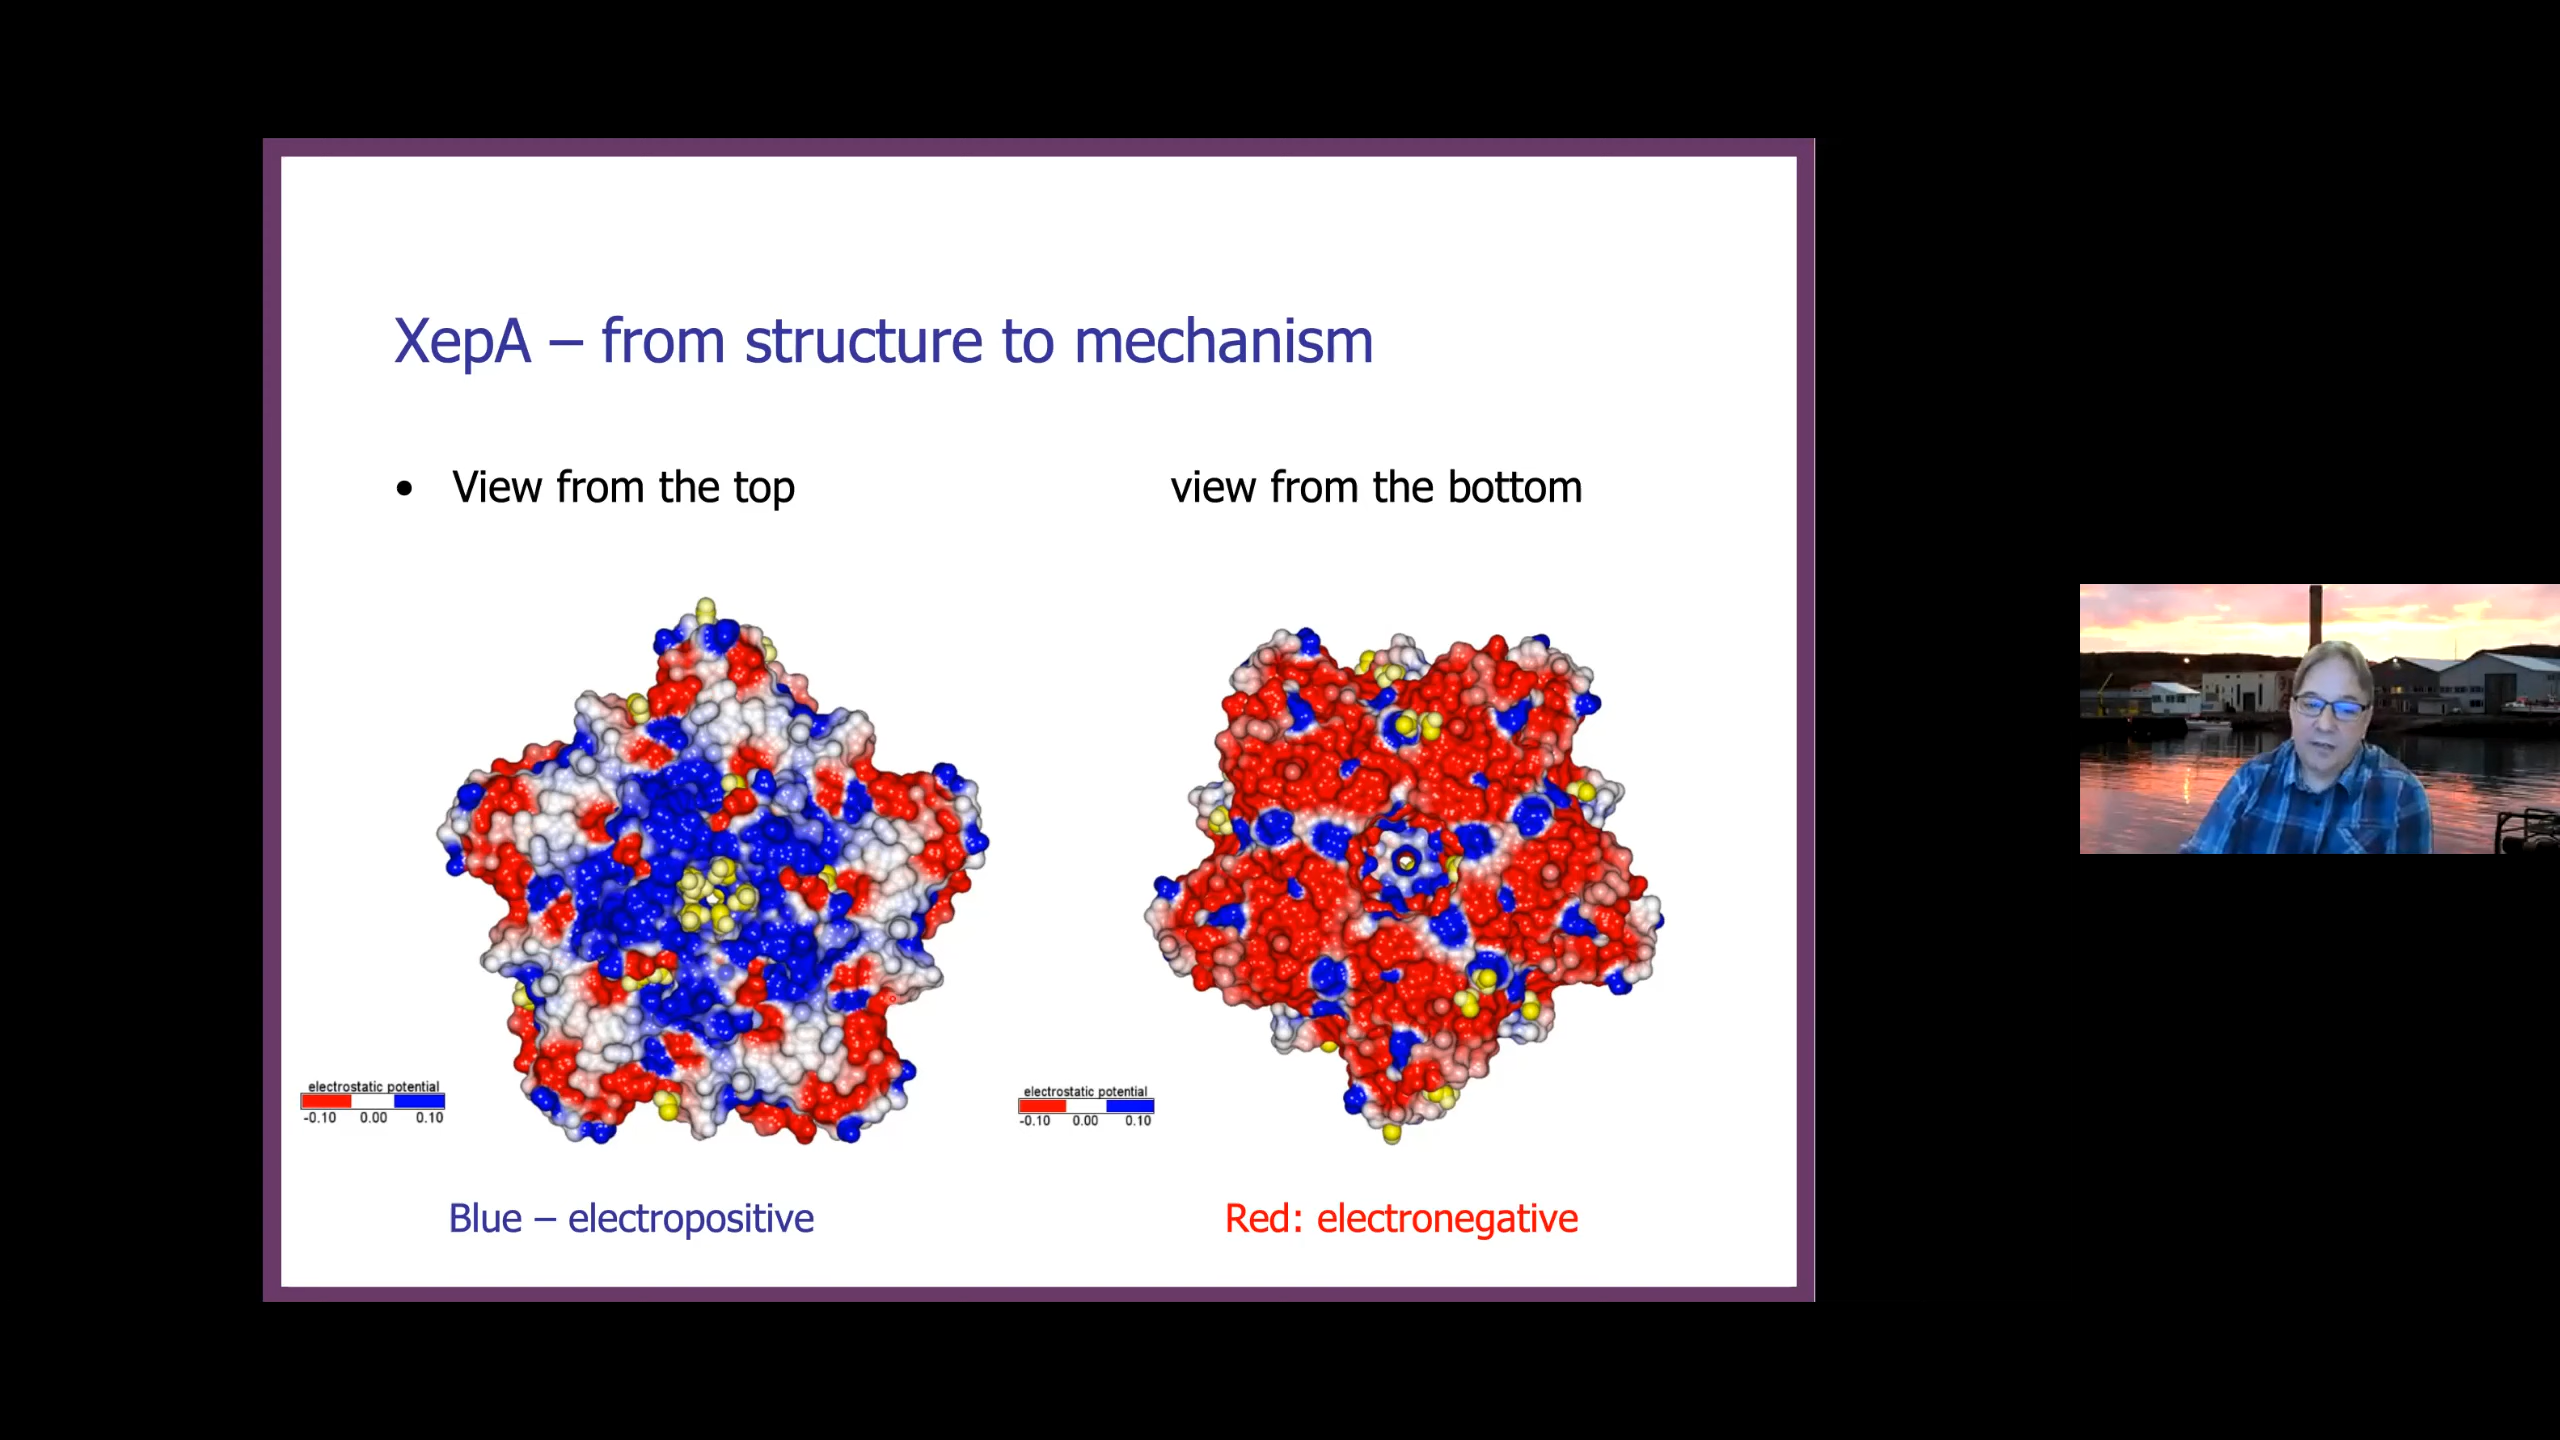 XepA – from structure to mechanism
• View from the top
view from the bottom
electrostatic potential
-0.10 0.00 0.10
electrostatic potential
-0.10 0.00 0.10
Blue – electropositive
Red: electronegative